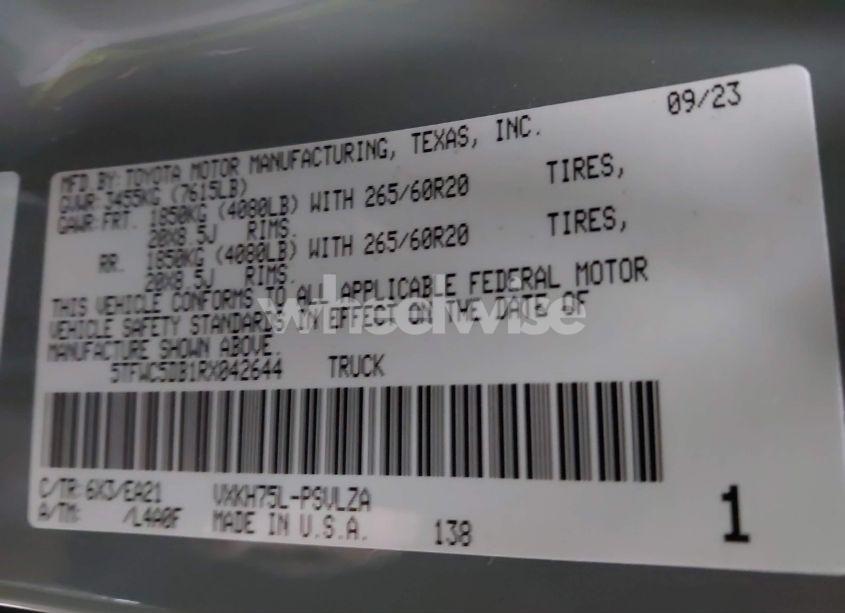 09/23
MFD. BY: TOYOTA MOTOR MANUFACTURING, TEXAS, INC.
GVWR: 3455KG (7615LB)
GAWR: FRT. 1850KG (4080LB) WITH 265/60R20 TIRES,
20X8.5J RIMS.
RR. 1850KG (4080LB) WITH 265/60R20 TIRES,
20X8.5J RIMS.
THIS VEHICLE CONFORMS TO ALL APPLICABLE FEDERAL MOTOR
VEHICLE SAFETY STANDARDS IN EFFECT ON THE DATE OF
MANUFACTURE SHOWN ABOVE.
5TFWC5DB1RX042644 TRUCK
C/TR: 6X3/EA21 VXKH75L-PSVLZA
A/TM: /L4A0F MADE IN U.S.A. 138
1